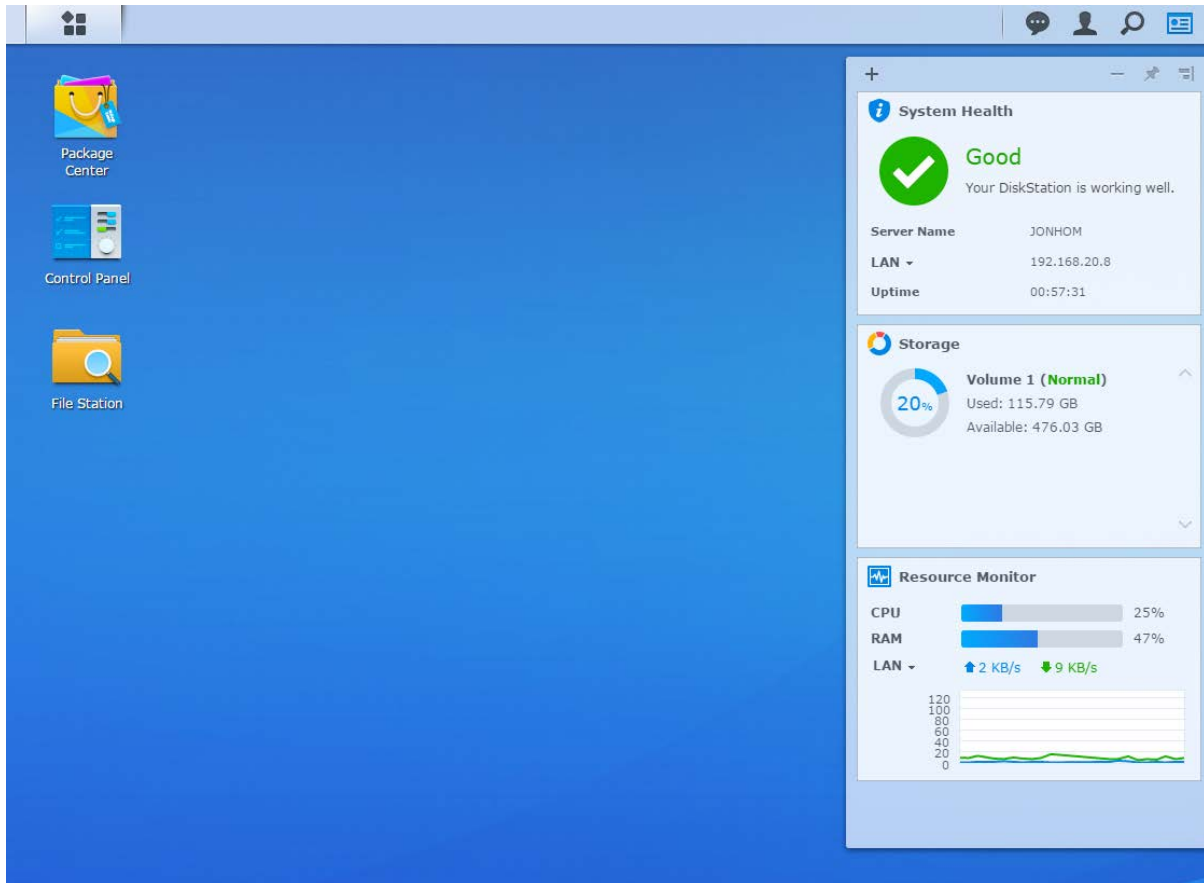 Package
Center
Control Panel
File Station
System Health
Good
Your DiskStation is working well.
Server Name JONHOM
LAN 192.168.20.8
Uptime 00:57:31
Storage
20%
Volume 1 (Normal)
Used: 115.79 GB
Available: 476.03 GB
Resource Monitor
CPU 25%
RAM 47%
LAN 2 KB/s 9 KB/s
120
100
80
60
40
20
0